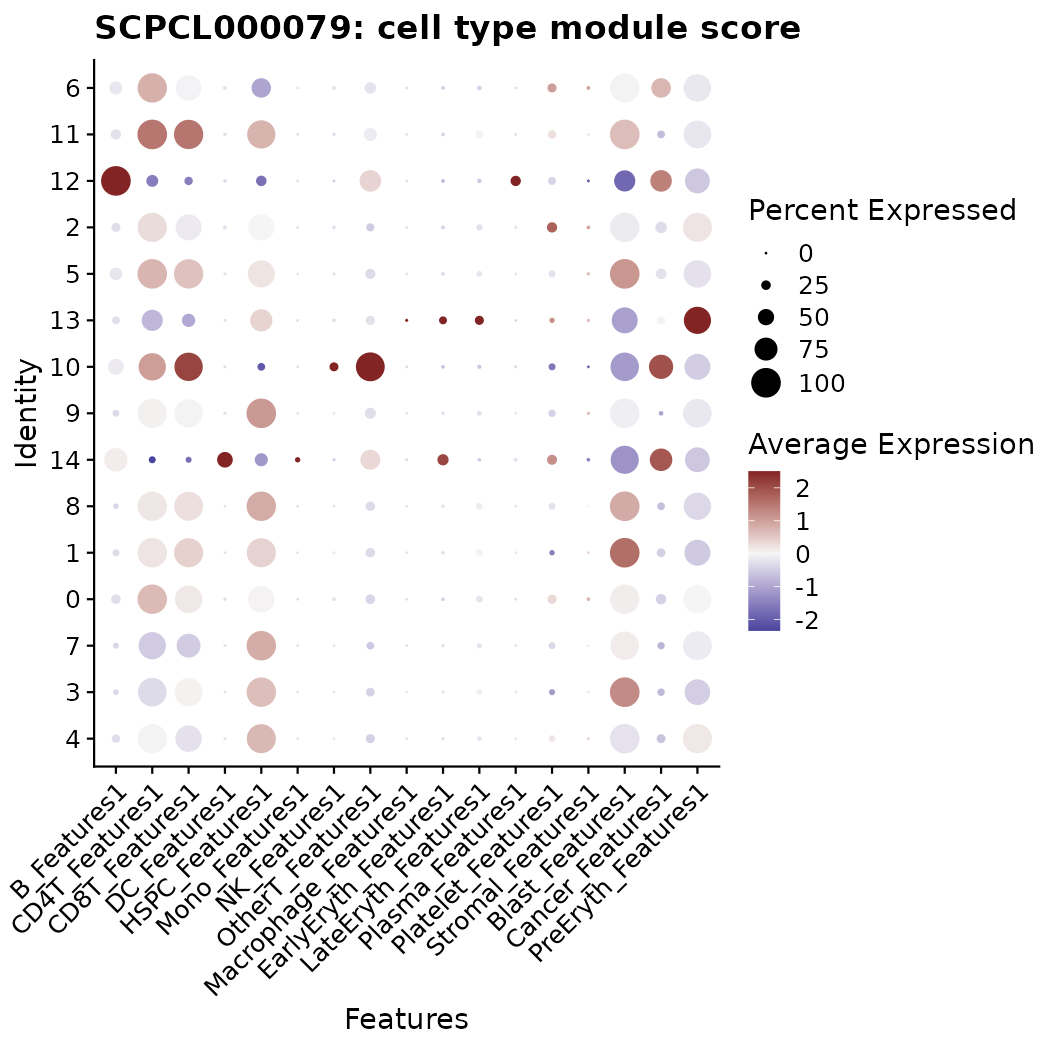 SCPCL000079: cell type module score
Identity
6
11
12
2
5
13
10
9
14
8
1
0
7
3
4
B_Features1
CD4T_Features1
CD8T_Features1
DC_Features1
HSPC_Features1
Mono_Features1
NK_Features1
OtherT_Features1
Macrophage_Features1
EarlyEryth_Features1
LateEryth_Features1
Plasma_Features1
Platelet_Features1
Stromal_Features1
Blast_Features1
Cancer_Features1
PreEryth_Features1
Features
Percent Expressed
0
25
50
75
100
Average Expression
2
1
0
-1
-2